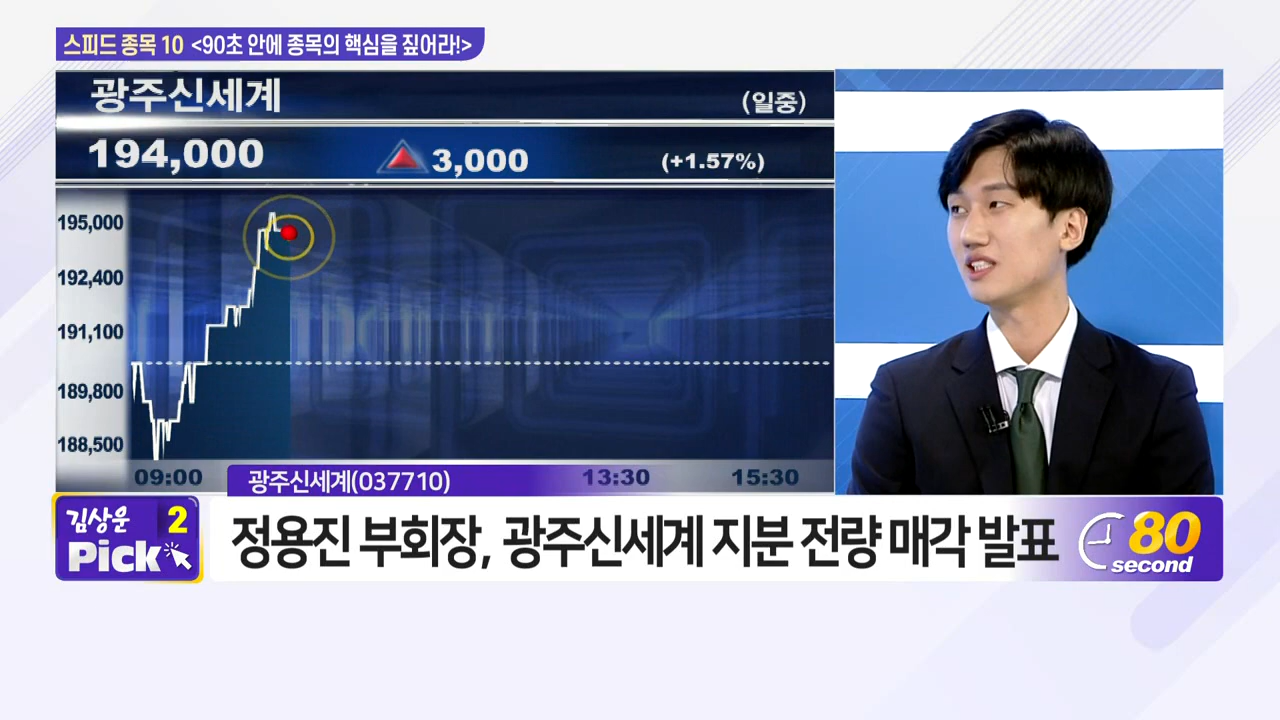 스피드 종목 10 <90초 안에 종목의 핵심을 짚어라!>
광주신세계 (일중)
194,000 ▲ 3,000 (+1.57%)
195,000
192,400
191,100
189,800
188,500
09:00 13:30 15:30
광주신세계(037710)
김상운 2
Pick
정용진 부회장, 광주신세계 지분 전량 매각 발표
80
second